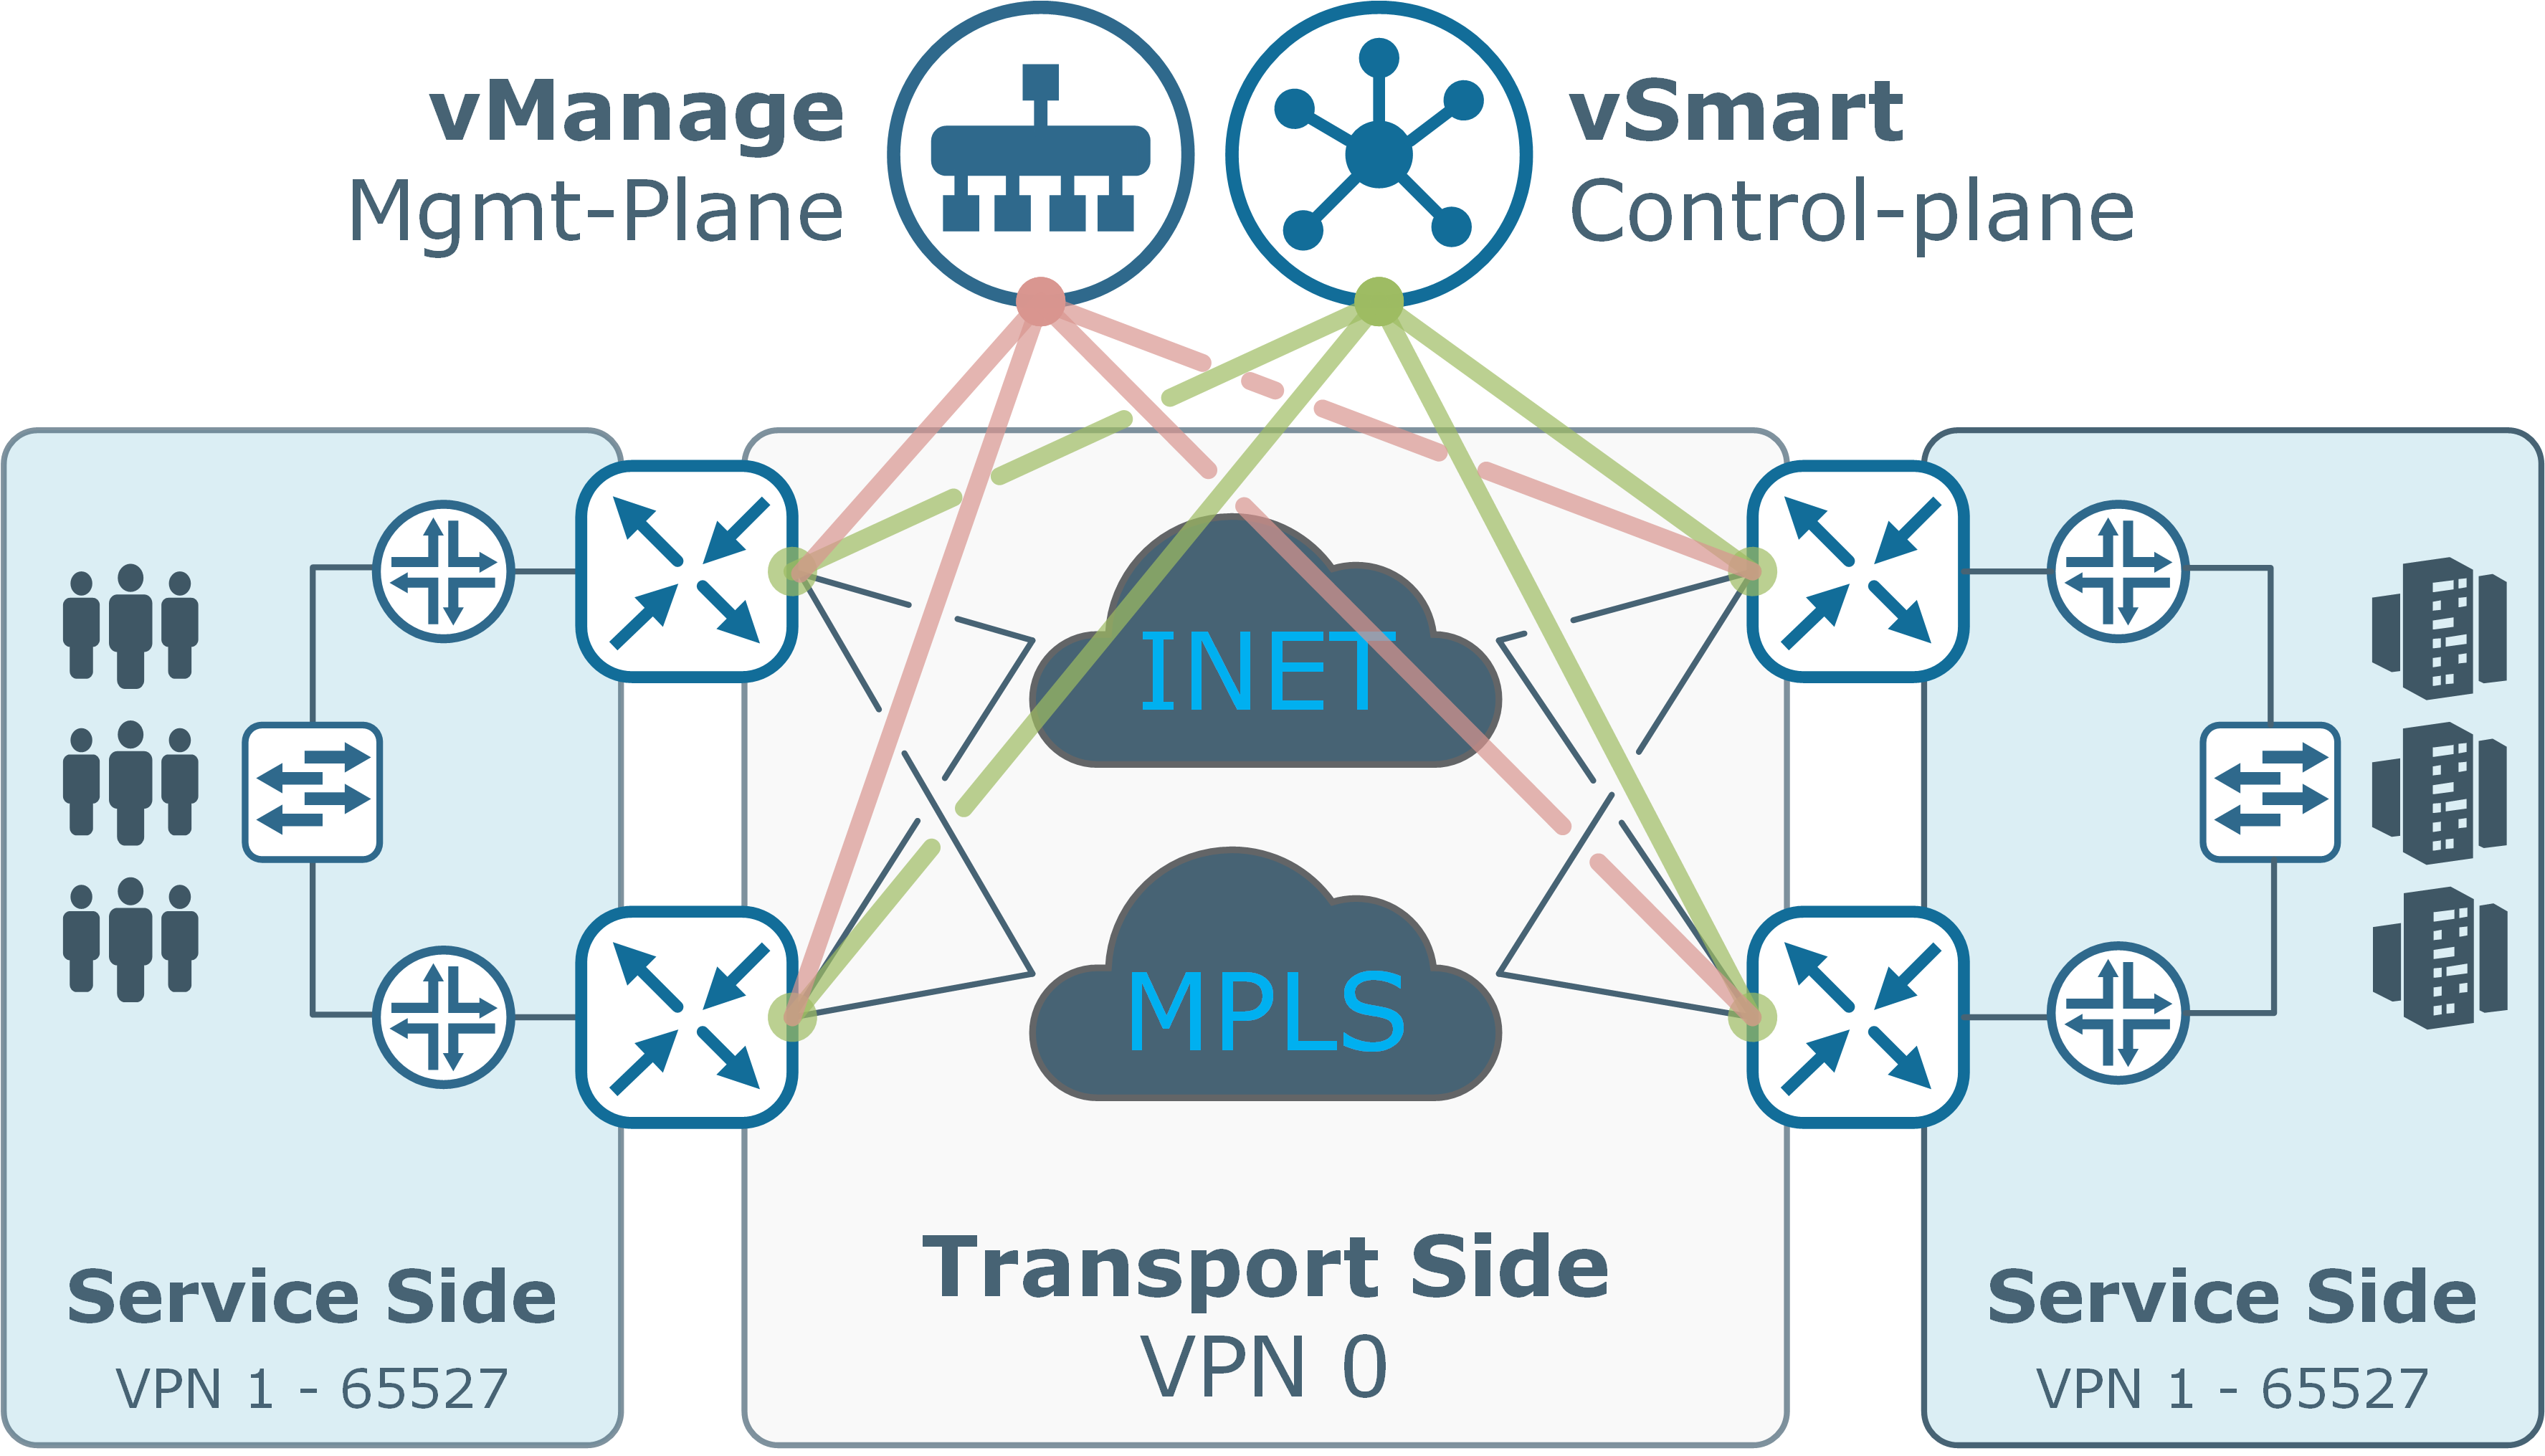 vManage
Mgmt-Plane
vSmart
Control-plane
INET
MPLS
Transport Side
VPN 0
Service Side
VPN 1 - 65527
Service Side
VPN 1 - 65527